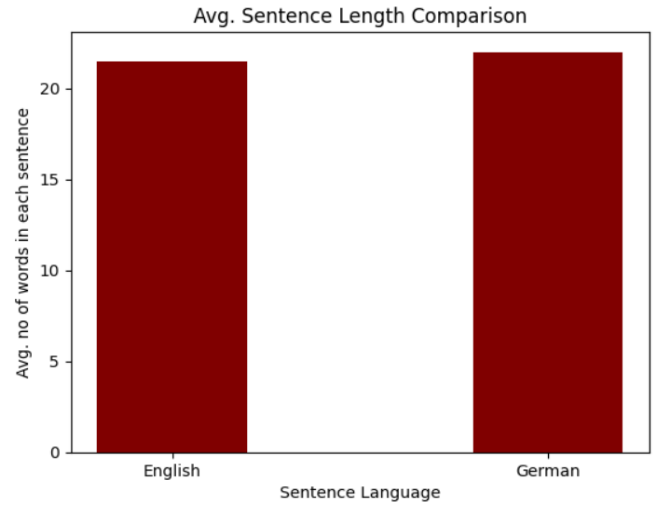 Avg. Sentence Length Comparison
Avg. no of words in each sentence
20
15
10
5
0
English German
Sentence Language